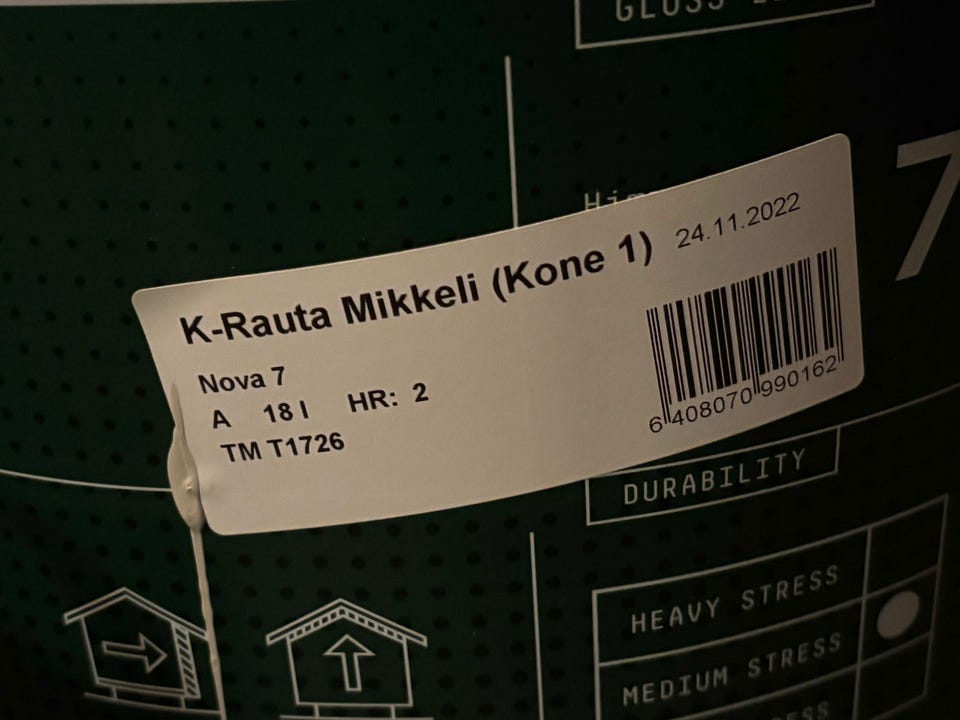 GLOSS
7
K-Rauta Mikkeli (Kone 1) 24.11.2022
Nova 7
A 18 l HR: 2
TM T1726
6 408070 990162
DURABILITY
HEAVY STRESS
MEDIUM STRESS